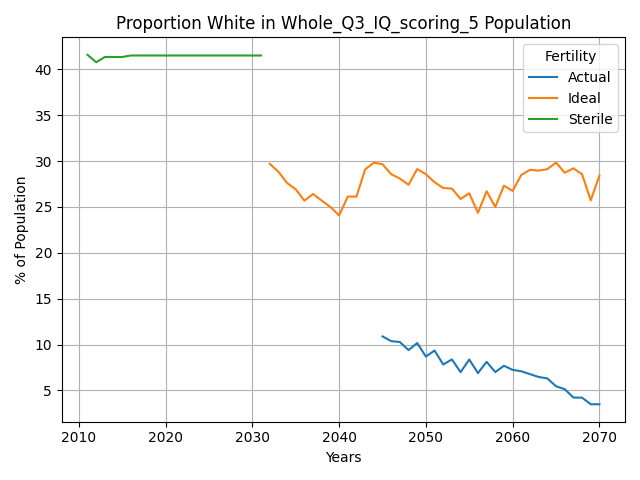 Proportion White in Whole_Q3_IQ_scoring_5 Population
Fertility
Actual
Ideal
Sterile
% of Population
40
35
30
25
20
15
10
5
2010 2020 2030 2040 2050 2060 2070
Years